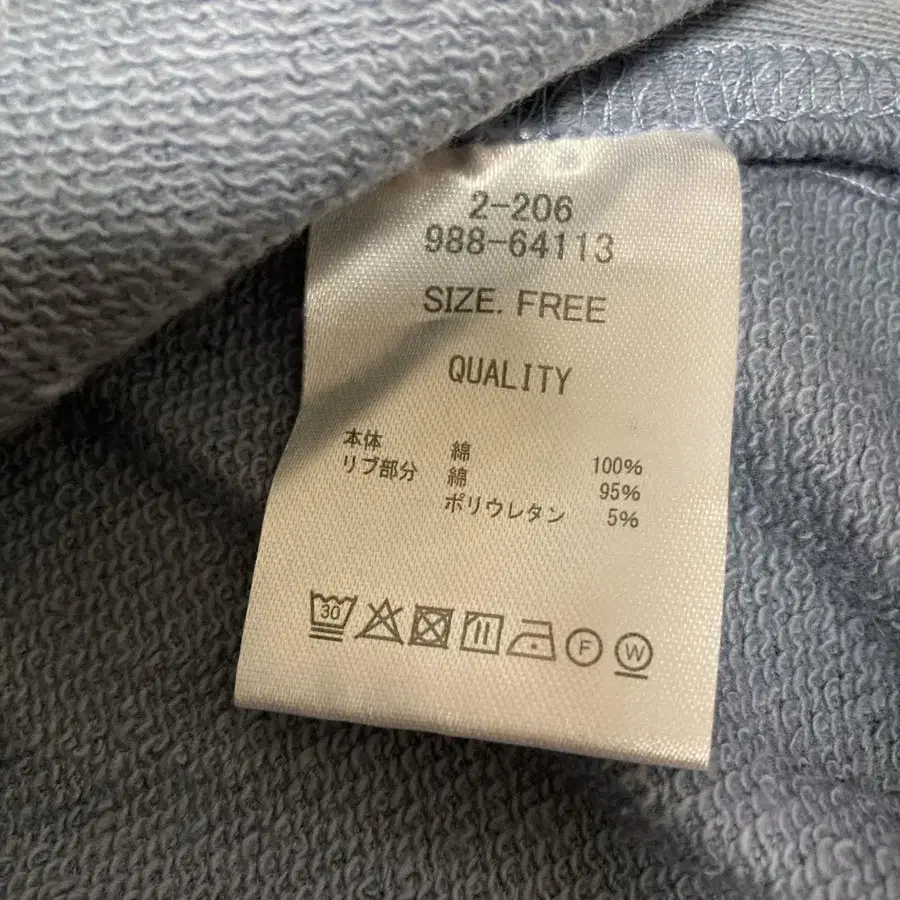 2-206
988-64113
SIZE. FREE
QUALITY
本体 綿 100%
リブ部分 綿 95%
ポリウレタン 5%
30 F W